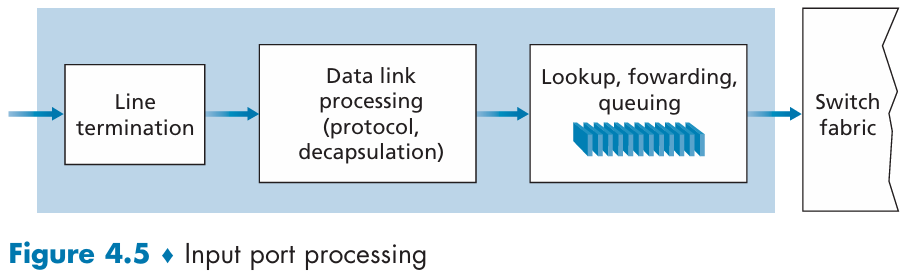 Line
termination
Data link
processing
(protocol,
decapsulation)
Lookup, fowarding,
queuing
Switch
fabric
Figure 4.5 ♦ Input port processing